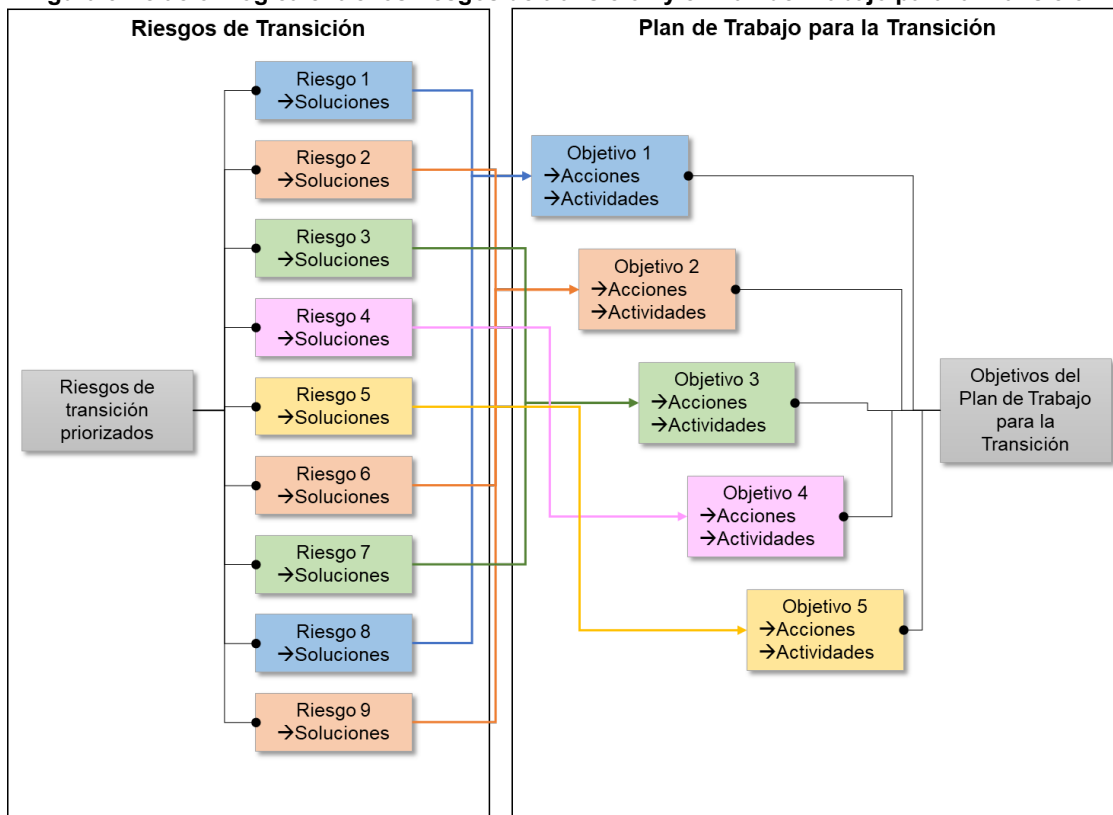 Riesgos de Transición
Plan de Trabajo para la Transición
Riesgos de
transición
priorizados
Riesgo 1
→Soluciones
Riesgo 2
→Soluciones
Riesgo 3
→Soluciones
Riesgo 4
→Soluciones
Riesgo 5
→Soluciones
Riesgo 6
→Soluciones
Riesgo 7
→Soluciones
Riesgo 8
→Soluciones
Riesgo 9
→Soluciones
Objetivo 1
→Acciones
→Actividades
Objetivo 2
→Acciones
→Actividades
Objetivo 3
→Acciones
→Actividades
Objetivo 4
→Acciones
→Actividades
Objetivo 5
→Acciones
→Actividades
Objetivos del
Plan de Trabajo
para la
Transición